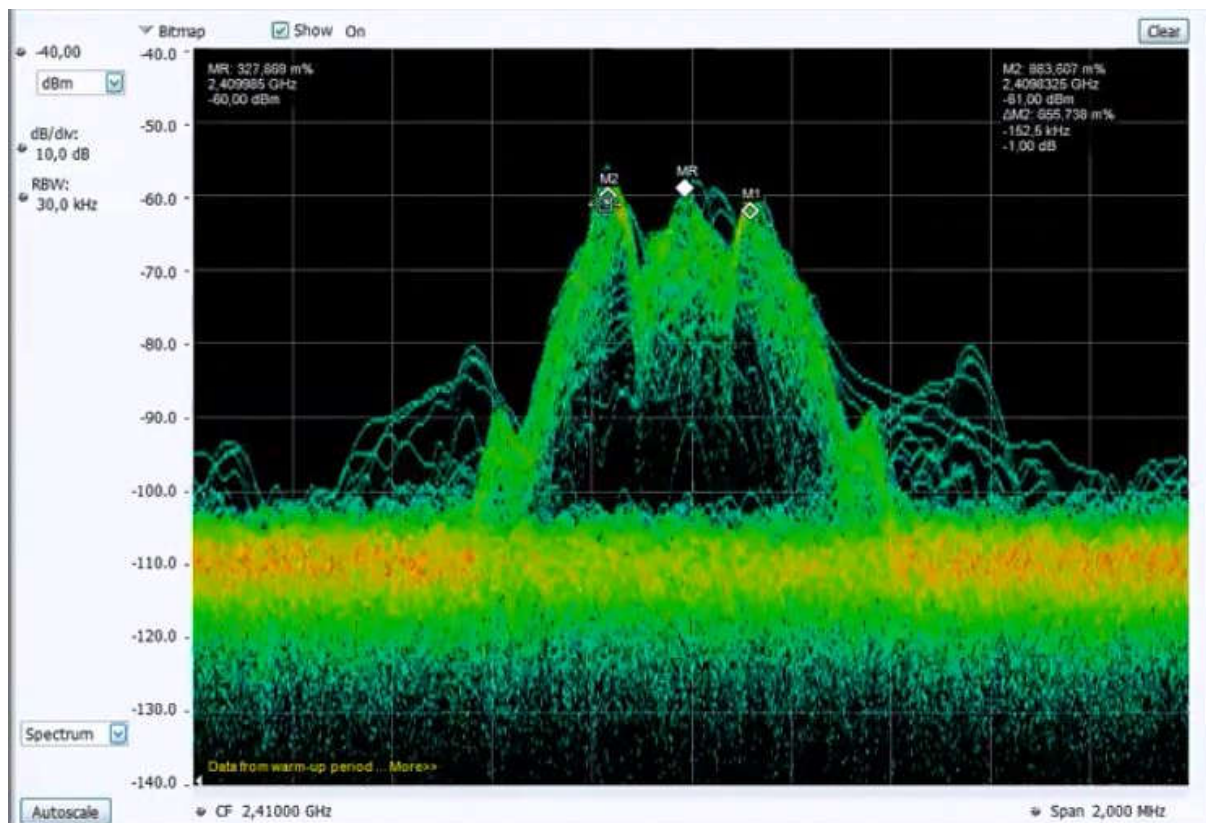 Bitmap Show On Clear
-40,00
dBm
dB/div:
10,0 dB
RBW:
30,0 kHz
-40.0
-50.0
-60.0
-70.0
-80.0
-90.0
-100.0
-110.0
-120.0
-130.0
-140.0
MR: 327,869 m%
2,409985 GHz
-60,00 dBm
M2: 883,607 m%
2,4098325 GHz
-61,00 dBm
ΔM2: 655,738 m%
-152,5 kHz
-1,00 dB
M2
MR
M1
Spectrum
Data from warm-up period... More>>
Autoscale
CF 2,41000 GHz
Span 2,000 MHz